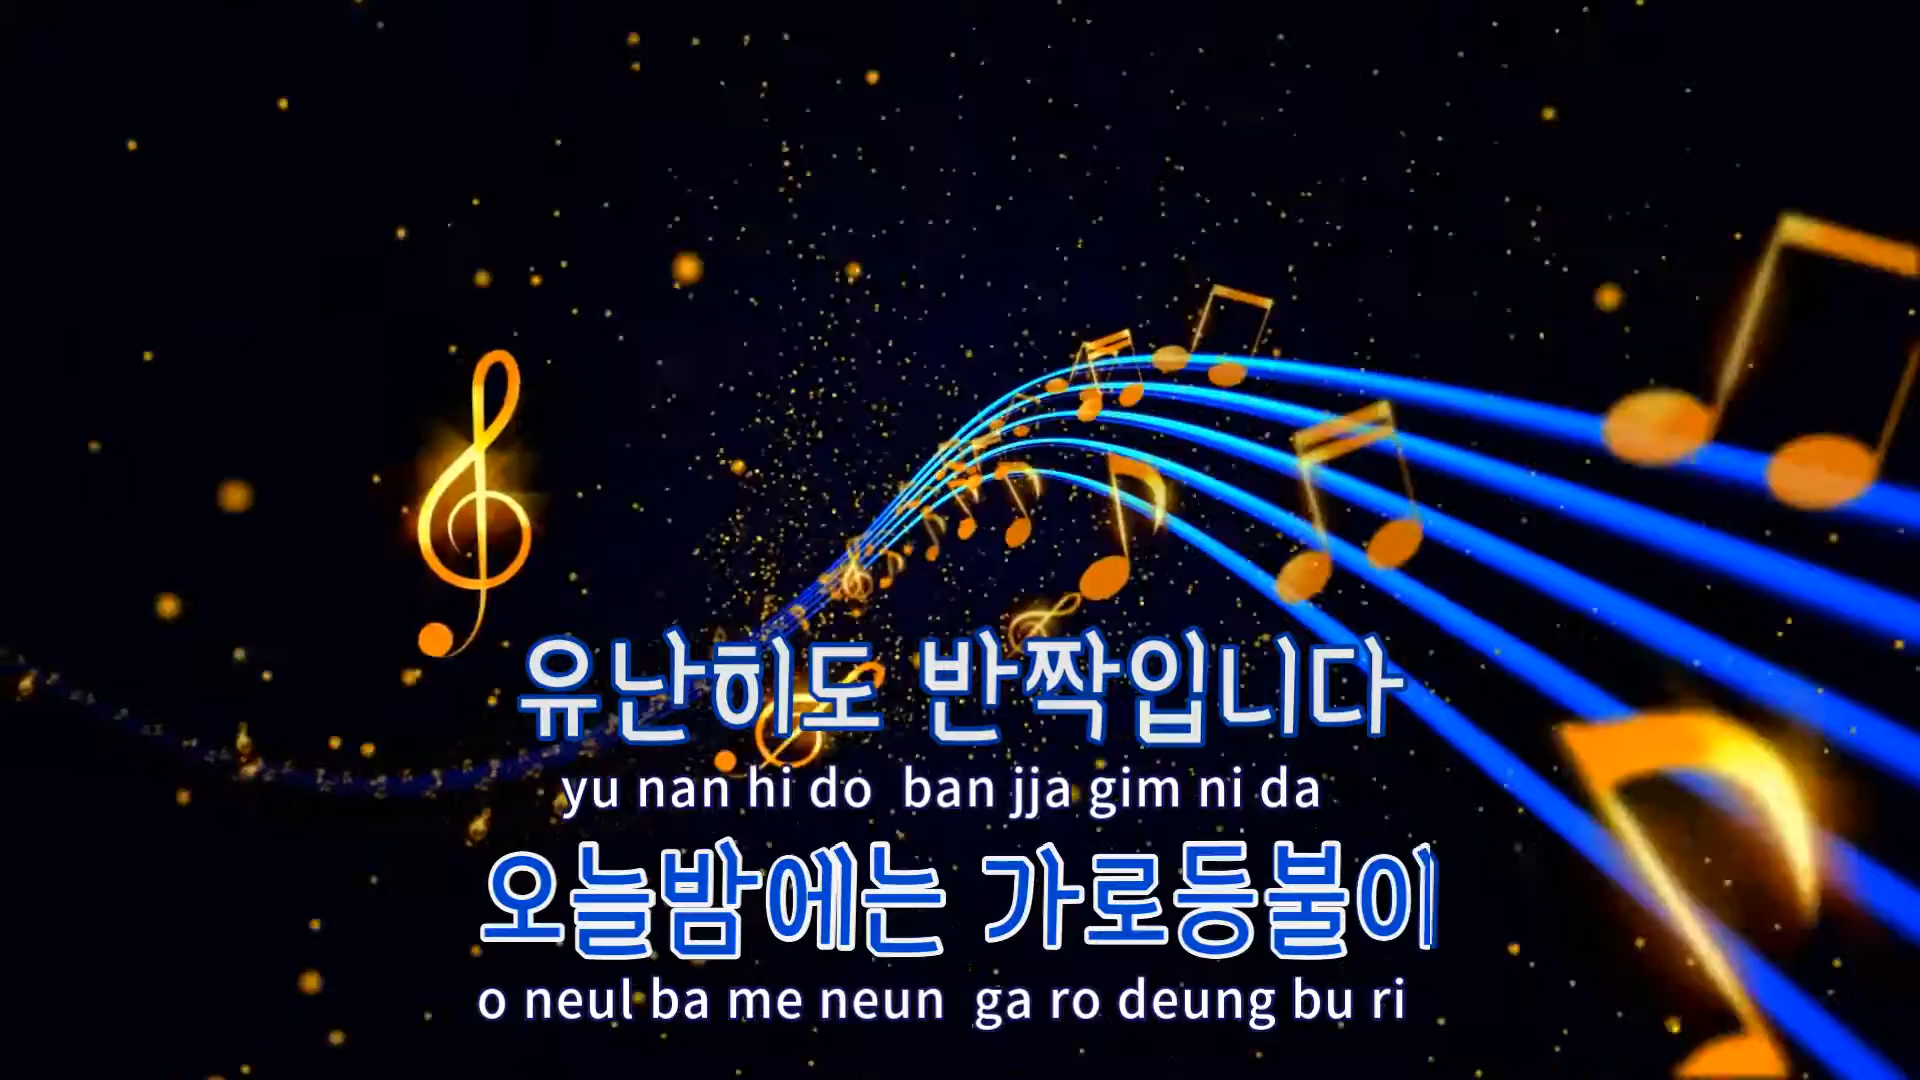 유난히도 반짝입니다
yu nan hi do ban jja gim ni da
오늘밤에는 가로등불이
o neul ba me neun ga ro deung bu ri